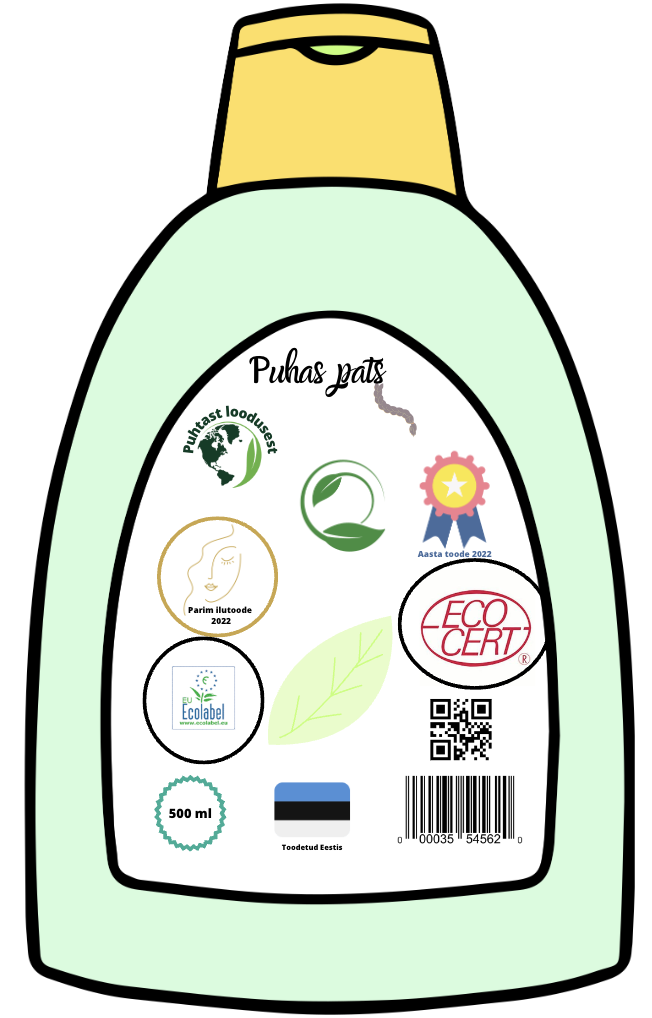 Puhas pats
Puhtast loodusest
Aasta toode 2022
Parim ilutoode
2022
ECO
CERT
®
EU
Ecolabel
www.ecolabel.eu
500 ml
Toodetud Eestis
0 00035 54562 0